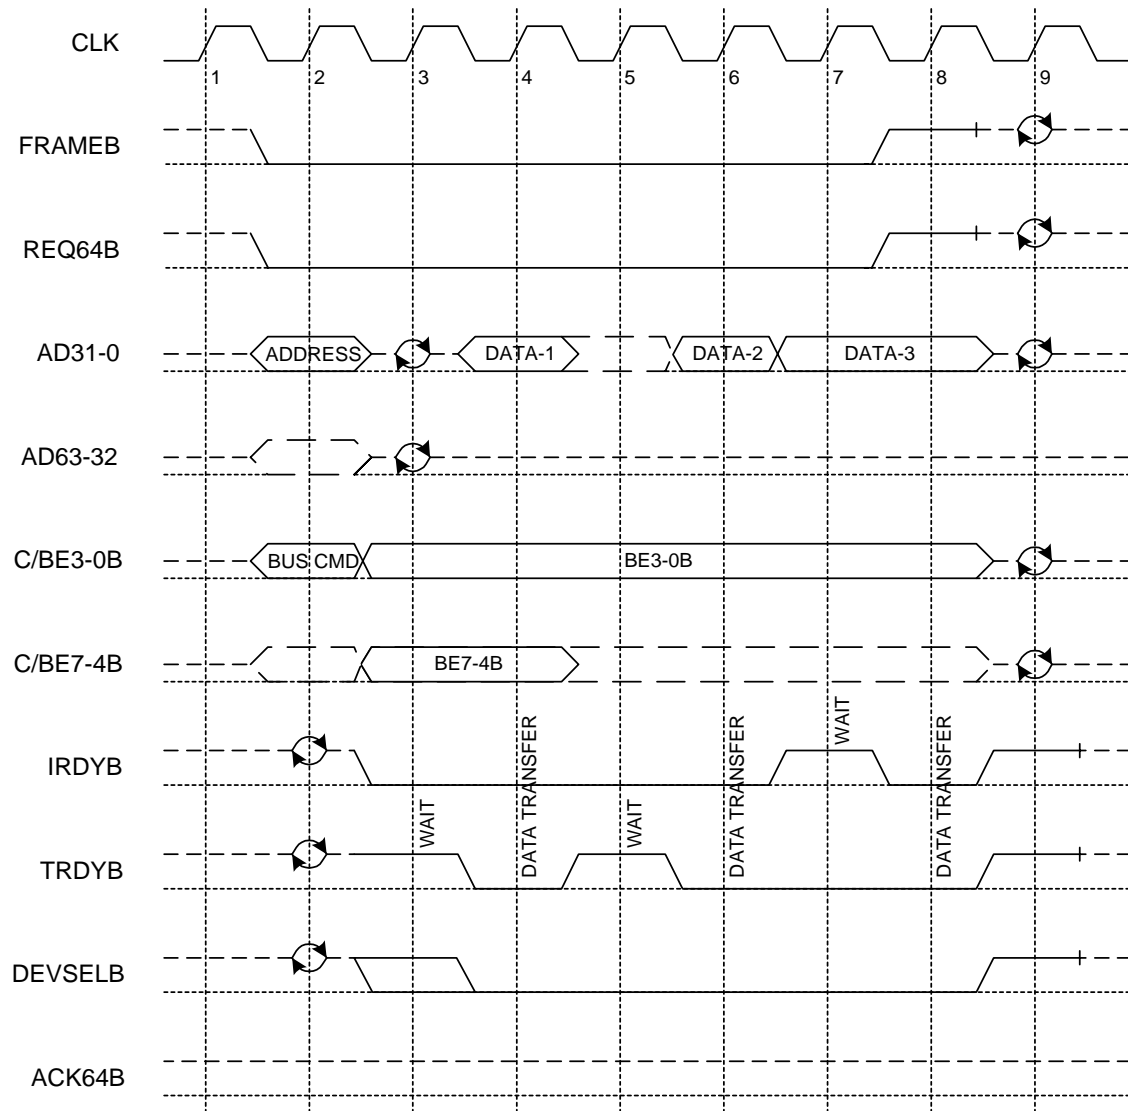 CLK
1 2 3 4 5 6 7 8 9
FRAMEB
REQ64B
AD31-0
ADDRESS DATA-1 DATA-2 DATA-3
AD63-32
C/BE3-0B
BUS CMD BE3-0B
C/BE7-4B
BE7-4B
IRDYB
WAIT
DATA TRANSFER
WAIT
DATA TRANSFER
WAIT
DATA TRANSFER
TRDYB
DEVSELB
ACK64B